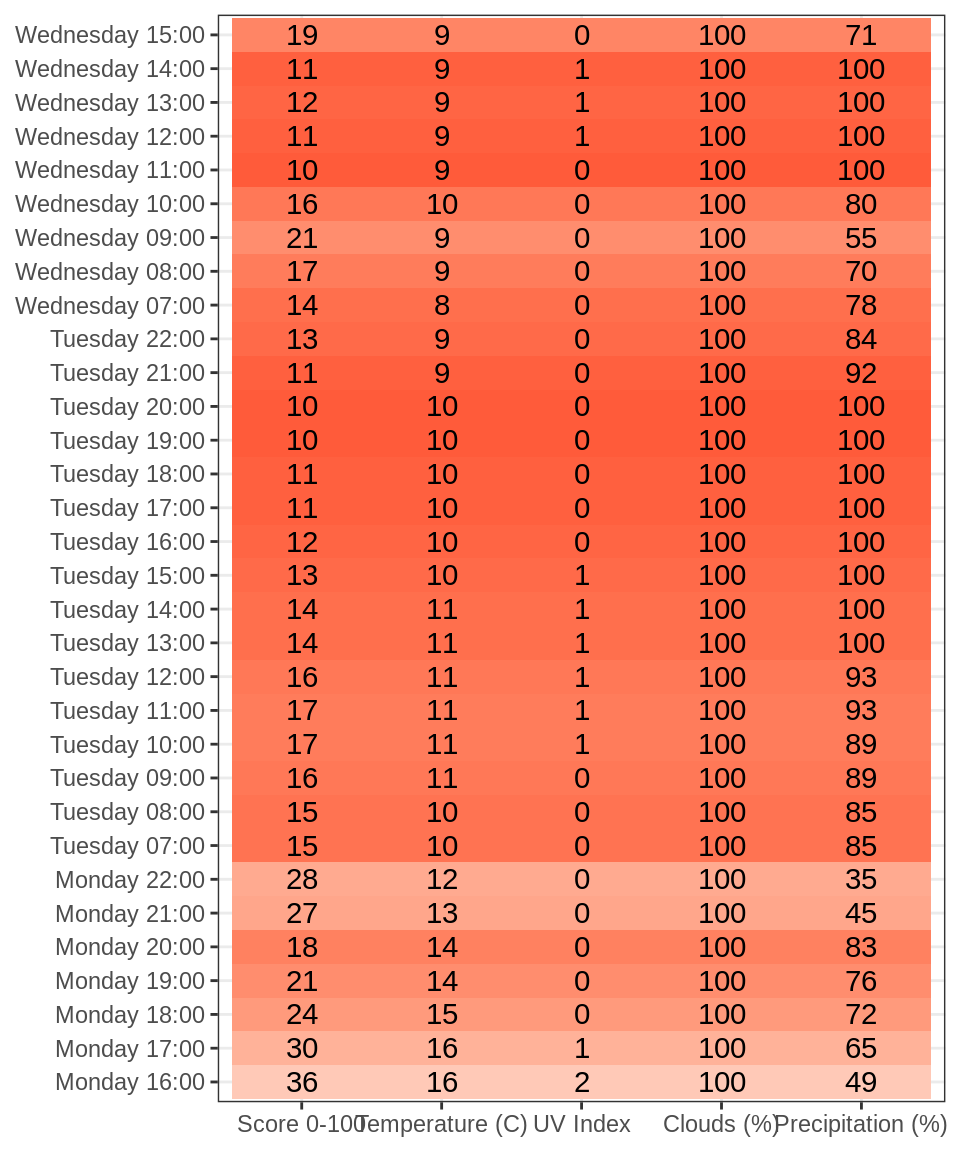 Wednesday 15:00 19 9 0 100 71
Wednesday 14:00 11 9 1 100 100
Wednesday 13:00 12 9 1 100 100
Wednesday 12:00 11 9 1 100 100
Wednesday 11:00 10 9 0 100 100
Wednesday 10:00 16 10 0 100 80
Wednesday 09:00 21 9 0 100 55
Wednesday 08:00 17 9 0 100 70
Wednesday 07:00 14 8 0 100 78
Tuesday 22:00 13 9 0 100 84
Tuesday 21:00 11 9 0 100 92
Tuesday 20:00 10 10 0 100 100
Tuesday 19:00 10 10 0 100 100
Tuesday 18:00 11 10 0 100 100
Tuesday 17:00 11 10 0 100 100
Tuesday 16:00 12 10 0 100 100
Tuesday 15:00 13 10 1 100 100
Tuesday 14:00 14 11 1 100 100
Tuesday 13:00 14 11 1 100 100
Tuesday 12:00 16 11 1 100 93
Tuesday 11:00 17 11 1 100 93
Tuesday 10:00 17 11 1 100 89
Tuesday 09:00 16 11 0 100 89
Tuesday 08:00 15 10 0 100 85
Tuesday 07:00 15 10 0 100 85
Monday 22:00 28 12 0 100 35
Monday 21:00 27 13 0 100 45
Monday 20:00 18 14 0 100 83
Monday 19:00 21 14 0 100 76
Monday 18:00 24 15 0 100 72
Monday 17:00 30 16 1 100 65
Monday 16:00 36 16 2 100 49
Score 0-100 Temperature (C) UV Index Clouds (%) Precipitation (%)